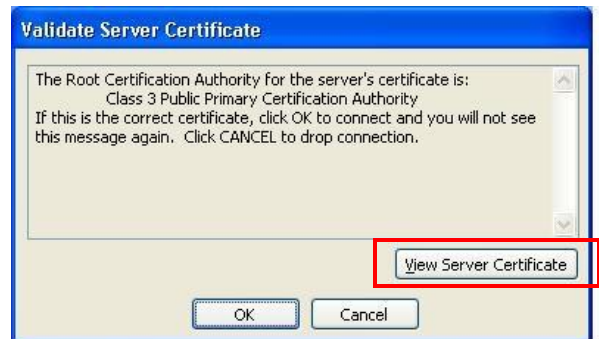 Validate Server Certificate
The Root Certification Authority for the server's certificate is:
Class 3 Public Primary Certification Authority
If this is the correct certificate, click OK to connect and you will not see
this message again.  Click CANCEL to drop connection.
View Server Certificate
OK
Cancel